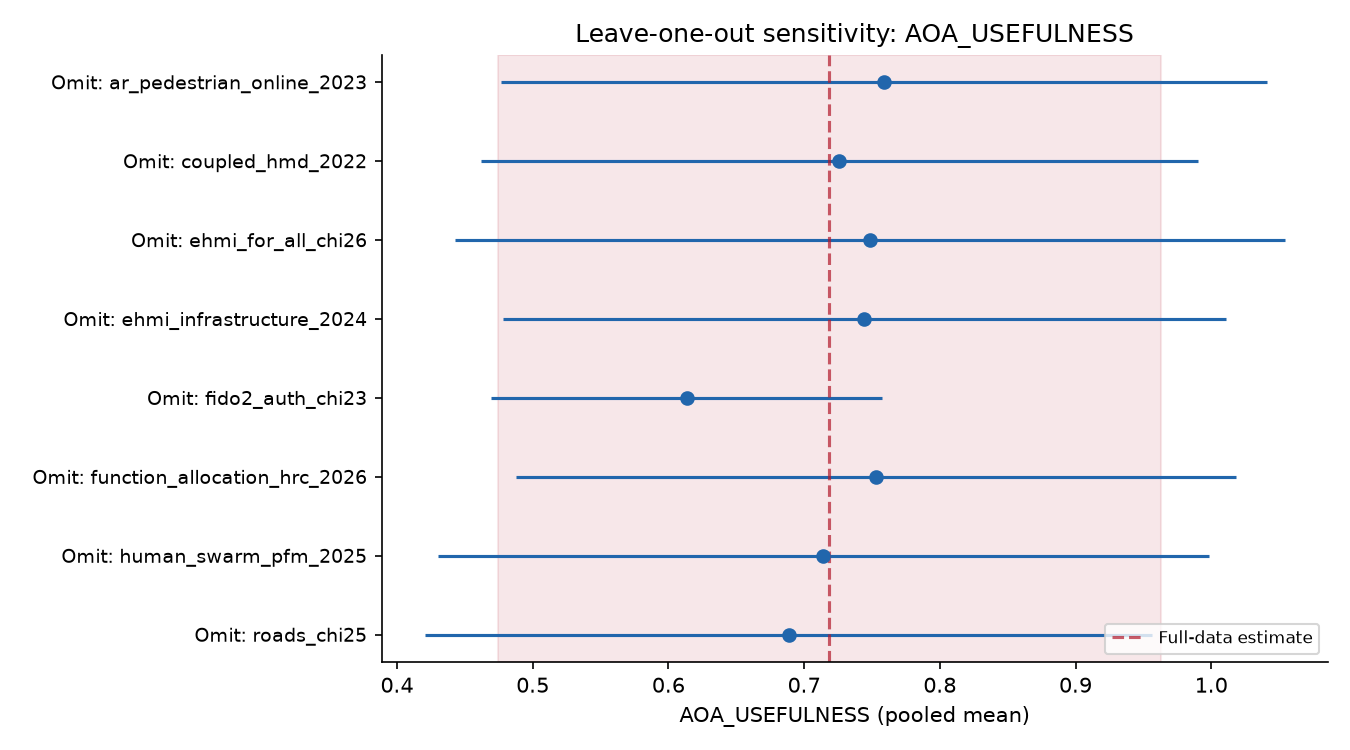 Leave-one-out sensitivity: AOA_USEFULNESS
Omit: ar_pedestrian_online_2023
Omit: coupled_hmd_2022
Omit: ehmi_for_all_chi26
Omit: ehmi_infrastructure_2024
Omit: fido2_auth_chi23
Omit: function_allocation_hrc_2026
Omit: human_swarm_pfm_2025
Omit: roads_chi25
Full-data estimate
0.4 0.5 0.6 0.7 0.8 0.9 1.0
AOA_USEFULNESS (pooled mean)